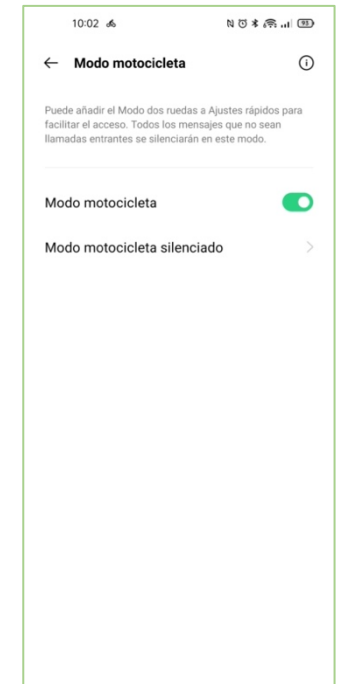 10:02 93
Modo motocicleta
Puede añadir el Modo dos ruedas a Ajustes rápidos para
facilitar el acceso. Todos los mensajes que no sean
llamadas entrantes se silenciarán en este modo.
Modo motocicleta
Modo motocicleta silenciado